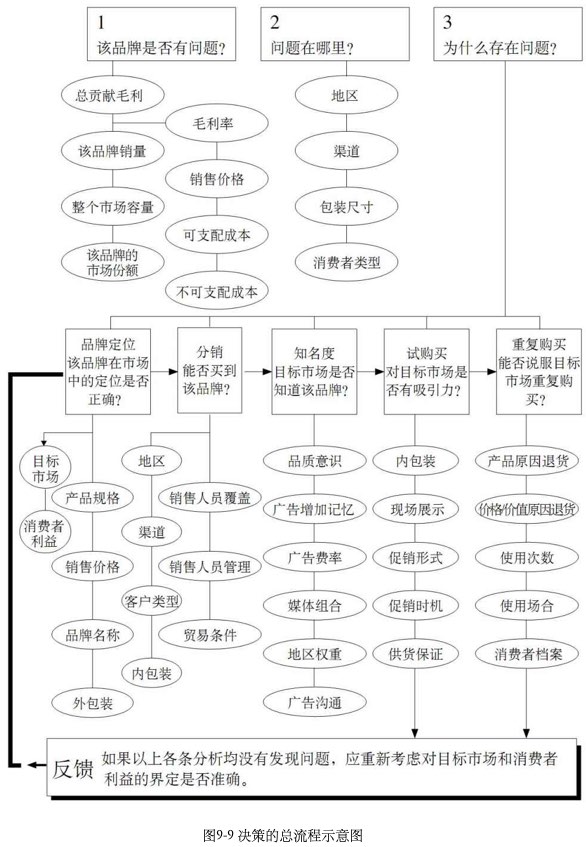 1
该品牌是否有问题?
2
问题在哪里?
3
为什么存在问题?
总贡献毛利
该品牌销量
整个市场容量
该品牌的
市场份额
毛利率
销售价格
可支配成本
不可支配成本
地区
渠道
包装尺寸
消费者类型
品牌定位
该品牌在市场
中的定位是否
正确?
分销
能否买到
该品牌?
知名度
目标市场是否
知道该品牌?
试购买
对目标市场是
否有吸引力?
重复购买
能否说服目标
市场重复购
买?
目标
市场
消费者
利益
产品规格
销售价格
品牌名称
外包装
地区
渠道
客户类型
内包装
销售人员覆盖
销售人员管理
贸易条件
品质意识
广告增加记忆
广告费率
媒体组合
地区权重
广告沟通
内包装
现场展示
促销形式
促销时机
供货保证
产品原因退货
价格/价值原因退货
使用次数
使用场合
消费者档案
反馈
如果以上各条分析均没有发现问题，应重新考虑对目标市场和消费者
利益的界定是否准确。
图9-9 决策的总流程示意图